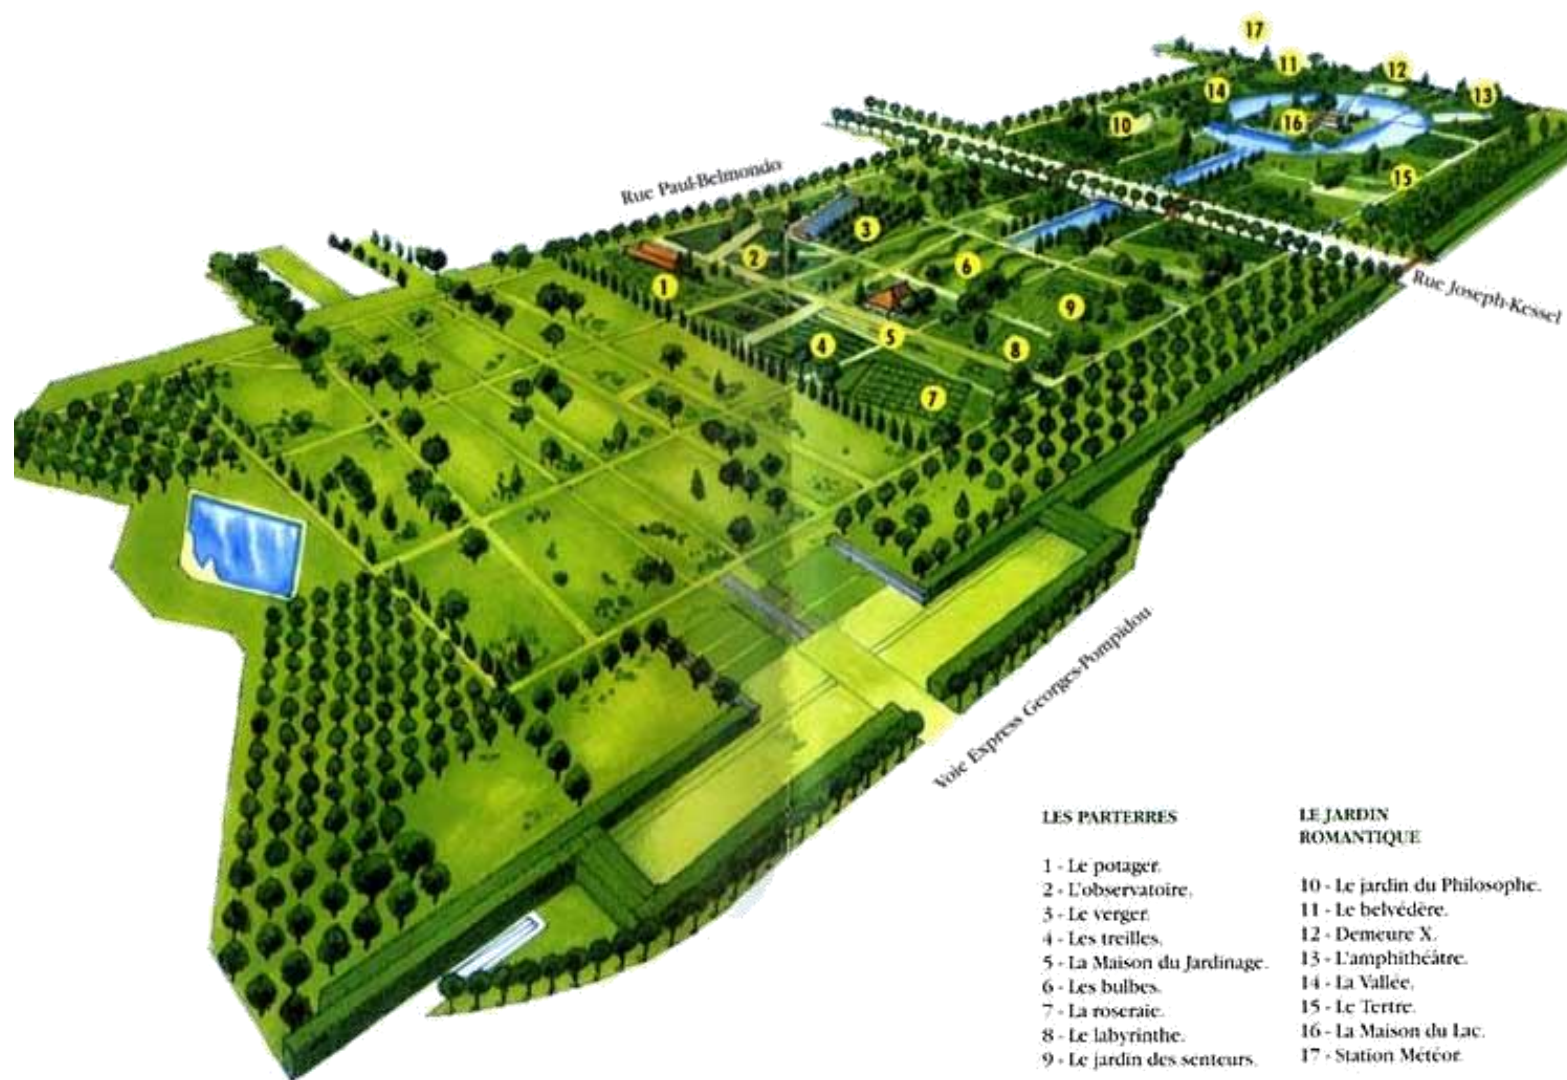 17
11
12
14
13
10
16
Rue Paul-Belmondo
15
3
2
6
1
Rue Joseph-Kessel
9
5
4
8
7
Voie Express Georges-Pompidou
LES PARTERRES
1 - Le potager.
2 - L'observatoire.
3 - Le verger.
4 - Les treilles.
5 - La Maison du Jardinage.
6 - Les bulbes.
7 - La roseraie.
8 - Le labyrinthe.
9 - Le jardin des senteurs.
LE JARDIN
ROMANTIQUE
10 - Le jardin du Philosophe.
11 - Le belvédère.
12 - Demeure X.
13 - L'amphithéâtre.
14 - La Vallée.
15 - Le Tertre.
16 - La Maison du Lac.
17 - Station Météor.